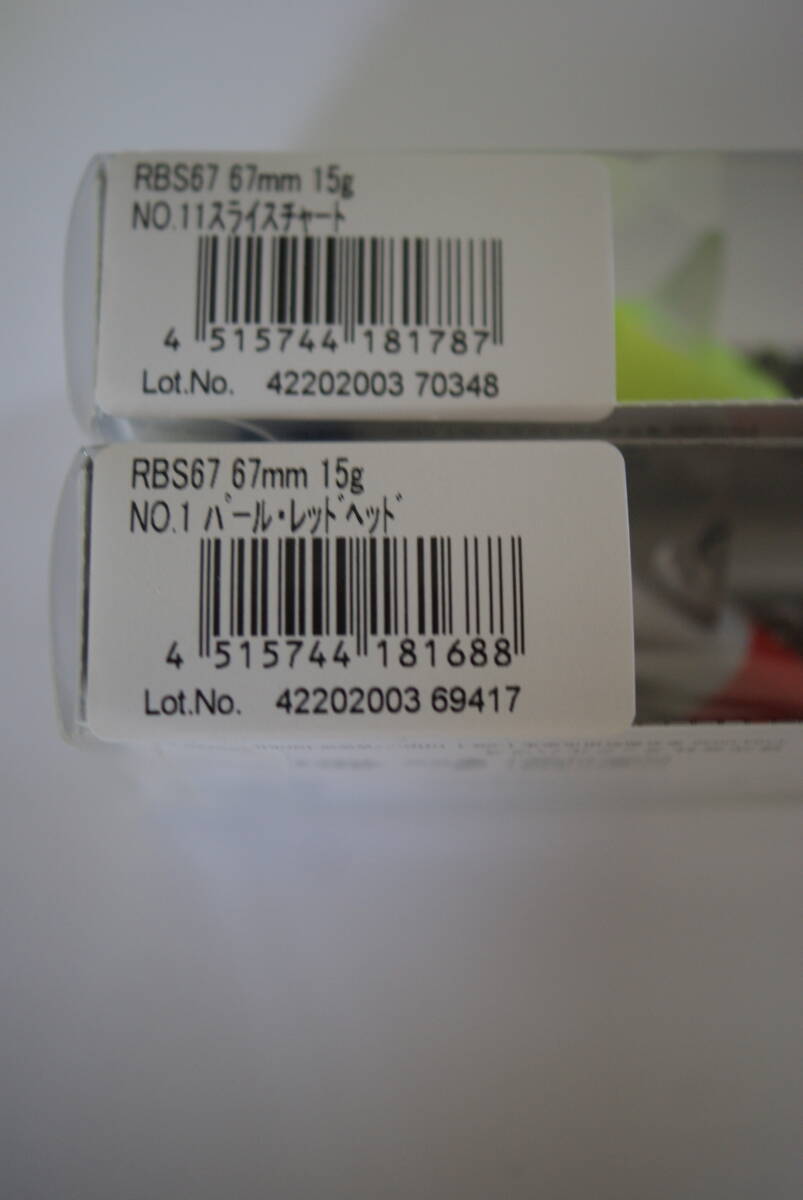 RBS67 67mm 15g
NO.11ｽﾗｲｽﾁｬｰﾄ
4 515744 181787
Lot.No. 42202003 70348
RBS67 67mm 15g
NO.1 ﾊﾟｰﾙ・ﾚｯﾄﾞﾍｯﾄﾞ
4 515744 181688
Lot.No. 42202003 69417